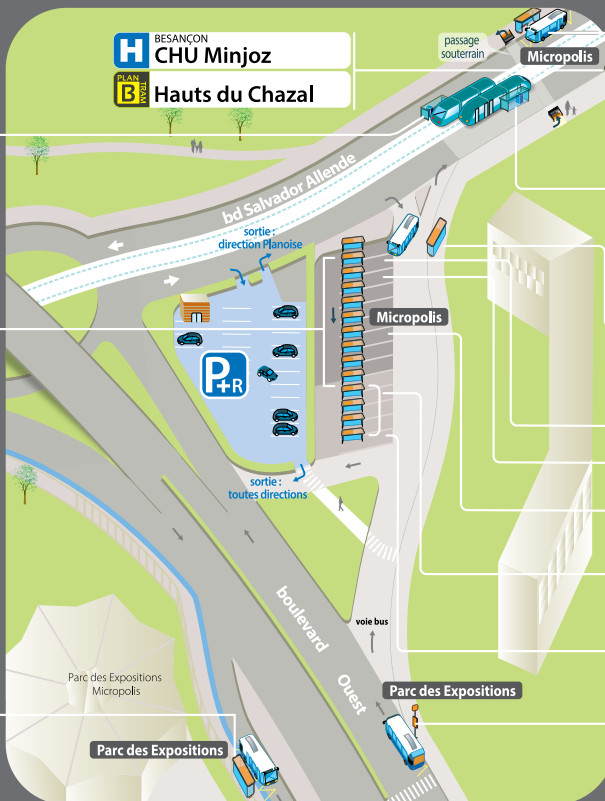 H BESANÇON
CHU Minjoz
PLAN B TRAM
Hauts du Chazal
passage
souterrain
Micropolis
bd Salvador Allende
sortie :
direction Planoise
Micropolis
P+R
sortie :
toutes directions
boulevard
Ouest
voie bus
Parc des Expositions
Micropolis
Parc des Expositions
Parc des Expositions